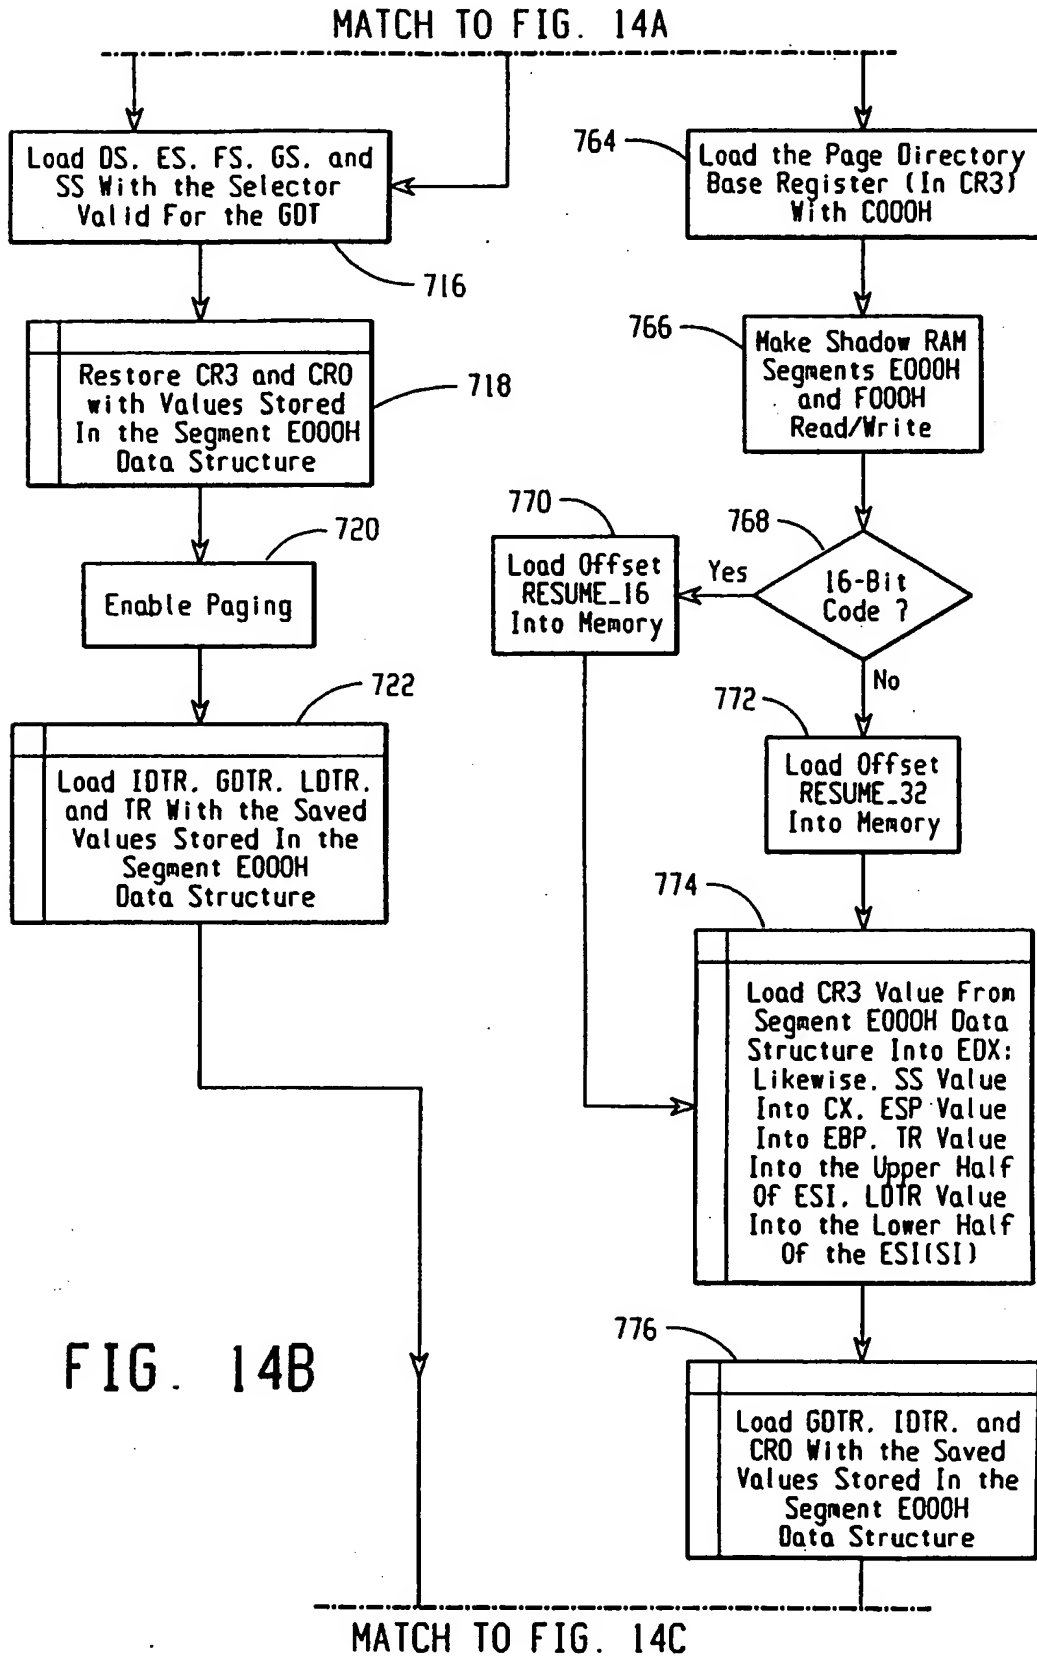 MATCH TO FIG. 14A
Load DS, ES, FS, GS, and
SS With the Selector
Valid For the GDT
716
Restore CR3 and CR0
with Values Stored
In the Segment E000H
Data Structure
718
720
Enable Paging
722
Load IDTR, GDTR, LDTR,
and TR With the Saved
Values Stored In the
Segment E000H
Data Structure
764
Load the Page Directory
Base Register (In CR3)
With C000H
766
Make Shadow RAM
Segments E000H
and F000H
Read/Write
768
16-Bit
Code ?
Yes
No
770
Load Offset
RESUME_16
Into Memory
772
Load Offset
RESUME_32
Into Memory
774
Load CR3 Value From
Segment E000H Data
Structure Into EDX;
Likewise, SS Value
Into CX, ESP Value
Into EBP, TR Value
Into the Upper Half
Of ESI, LDTR Value
Into the Lower Half
Of the ESI(SI)
776
Load GDTR, IDTR, and
CR0 With the Saved
Values Stored In the
Segment E000H
Data Structure
FIG. 14B
MATCH TO FIG. 14C